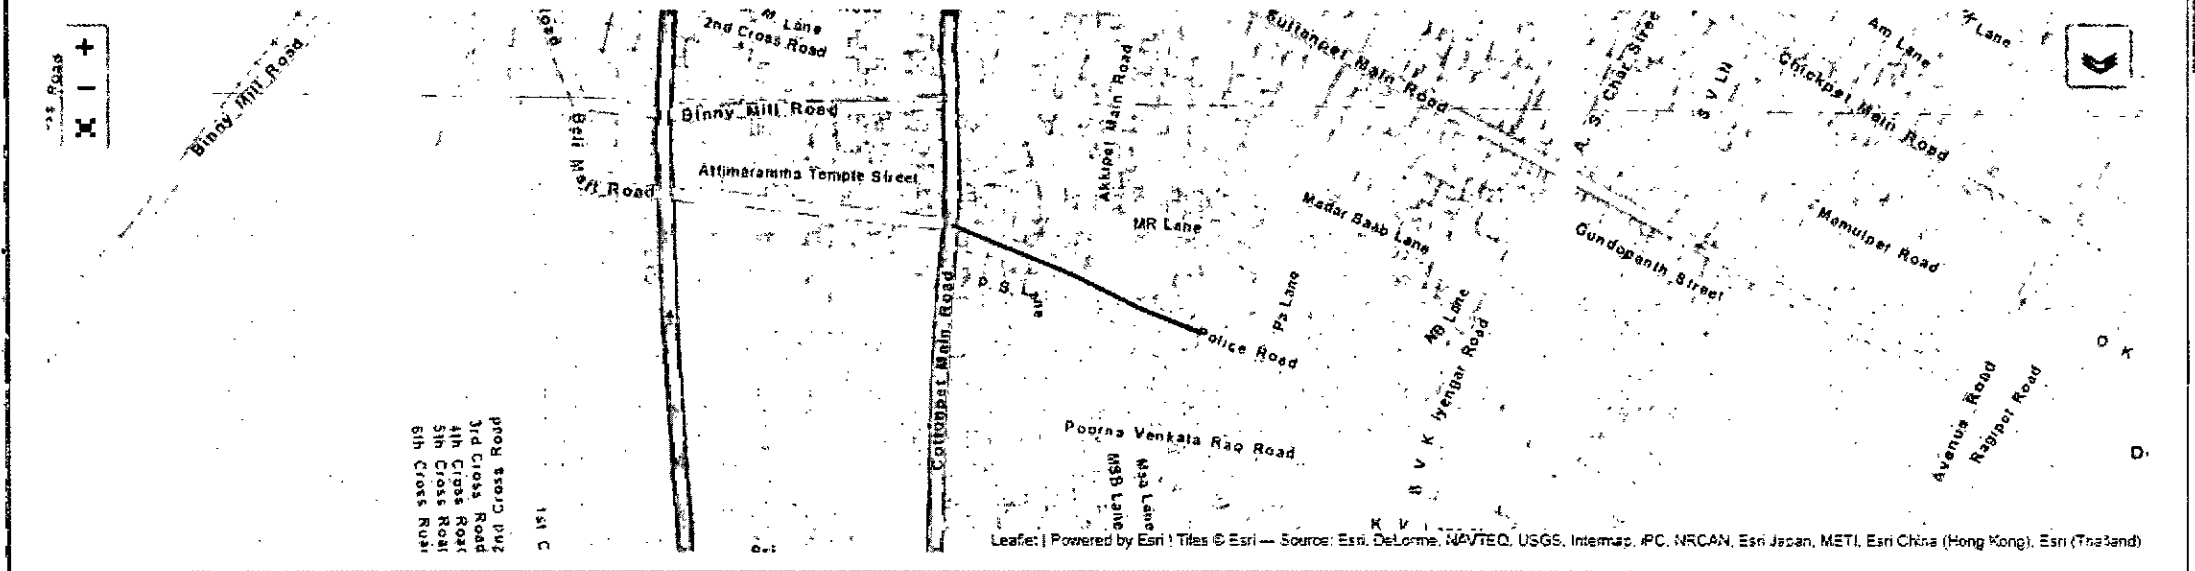 Binny Mill Road
2nd Cross Road
Lane
Binny Mill Road
Attimaramma Temple Street
Road
Cottonpet Main Road
Akkipet Main Road
MR Lane
Sultanpet Main Road
A S Char Street
S V LN
Am Lane
Lane
Chickpet Main Road
Mamulpet Road
Madar Baab Lane
Gundopanth Street
P S Lane
Ps Lane
Police Road
Poorna Venkata Rao Road
B V K Iyengar Road
Avenue Road
Ragipet Road
D K
MSB Lane
2nd Cross Road
3rd Cross Road
4th Cross Road
5th Cross Road
6th Cross Road
1st C
K V L
Leaflet | Powered by Esri | Tiles © Esri — Source: Esri, DeLorme, NAVTEQ, USGS, Intermap, iPC, NRCAN, Esri Japan, METI, Esri China (Hong Kong), Esri (Thailand)